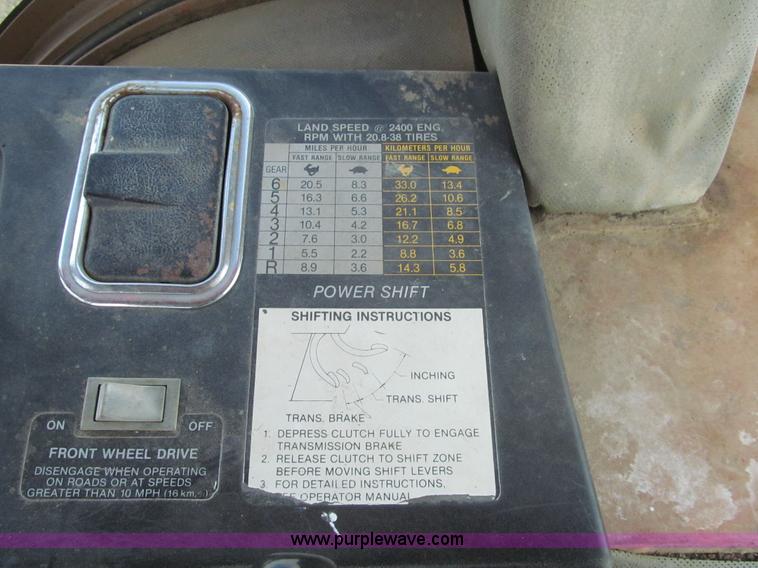 LAND SPEED @ 2400 ENG.
RPM WITH 20.8-38 TIRES
MILES PER HOUR KILOMETERS PER HOUR
FAST RANGE SLOW RANGE FAST RANGE SLOW RANGE
GEAR
6 20.5 8.3 33.0 13.4
5 16.3 6.6 26.2 10.6
4 13.1 5.3 21.1 8.5
3 10.4 4.2 16.7 6.8
2 7.6 3.0 12.2 4.9
1 5.5 2.2 8.8 3.6
R 8.9 3.6 14.3 5.8
POWER SHIFT
SHIFTING INSTRUCTIONS
INCHING
TRANS. SHIFT
TRANS. BRAKE
1. DEPRESS CLUTCH FULLY TO ENGAGE
TRANSMISSION BRAKE
2. RELEASE CLUTCH TO SHIFT ZONE
BEFORE MOVING SHIFT LEVERS
3 FOR DETAILED INSTRUCTIONS,
OPERATOR MANUAL
ON OFF
FRONT WHEEL DRIVE
DISENGAGE WHEN OPERATING
ON ROADS OR AT SPEEDS
GREATER THAN 10 MPH (16 km
www.purplewave.com